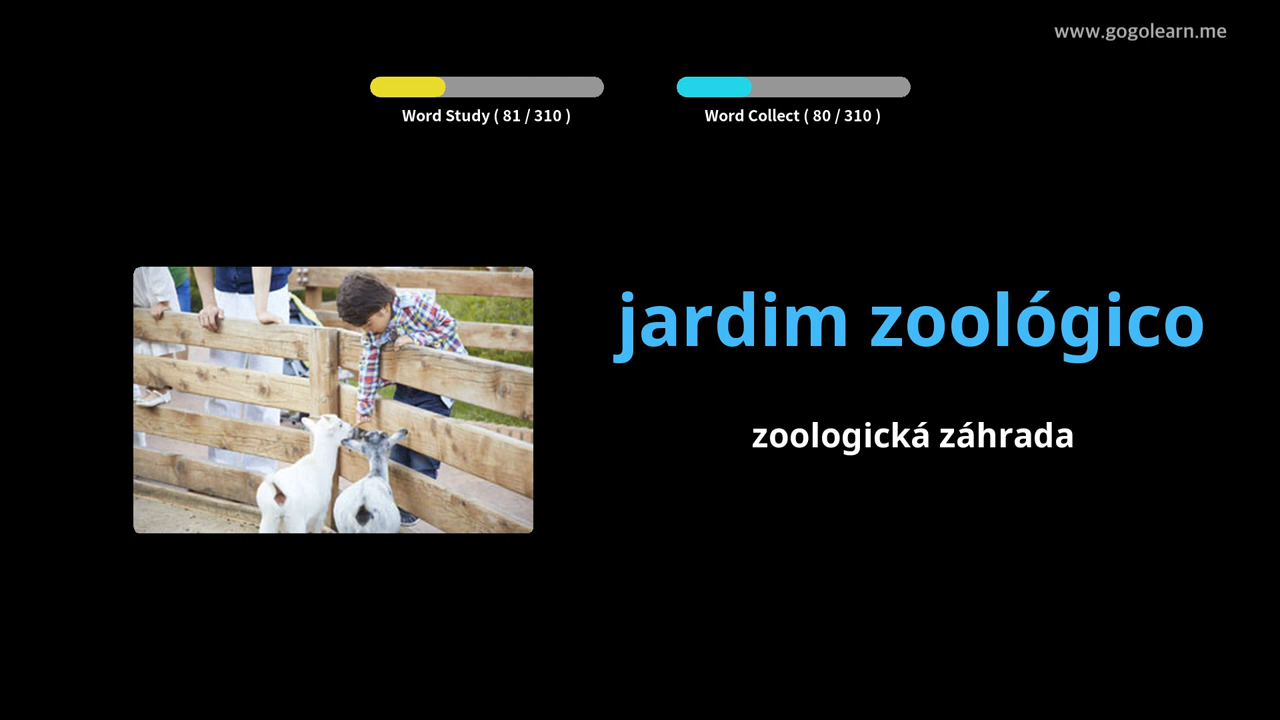 www.gogolearn.me
Word Study ( 81 / 310 )
Word Collect ( 80 / 310 )
jardim zoológico
zoologická záhrada